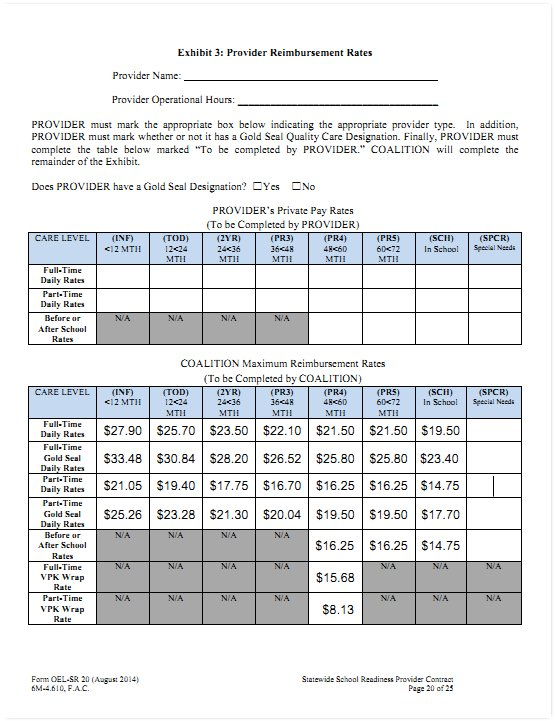 Exhibit 3: Provider Reimbursement Rates
Provider Name:
Provider Operational Hours:
PROVIDER must mark the appropriate box below indicating the appropriate provider type. In addition,
PROVIDER must mark whether or not it has a Gold Seal Quality Care Designation. Finally, PROVIDER must
complete the table below marked “To be completed by PROVIDER.” COALITION will complete the
remainder of the Exhibit.
Does PROVIDER have a Gold Seal Designation? ☐Yes ☐No
PROVIDER’s Private Pay Rates
(To be Completed by PROVIDER)
CARE LEVEL (INF) (TOD) (2YR) (PR3) (PR4) (PR5) (SCH) (SPCR)
<12 MTH 12<24 24<36 36<48 48<60 60<72 In School Special Needs
MTH MTH MTH MTH MTH
Full-Time
Daily Rates
Part-Time
Daily Rates
Before or N/A N/A N/A N/A
After School
Rates
COALITION Maximum Reimbursement Rates
(To be Completed by COALITION)
CARE LEVEL (INF) (TOD) (2YR) (PR3) (PR4) (PR5) (SCH) (SPCR)
<12 MTH 12<24 24<36 36<48 48<60 60<72 In School Special Needs
MTH MTH MTH MTH MTH
Full-Time
Daily Rates $27.90 $25.70 $23.50 $22.10 $21.50 $21.50 $19.50
Full-Time
Gold Seal $33.48 $30.84 $28.20 $26.52 $25.80 $25.80 $23.40
Daily Rates
Part-Time
Daily Rates $21.05 $19.40 $17.75 $16.70 $16.25 $16.25 $14.75
Part-Time
Gold Seal $25.26 $23.28 $21.30 $20.04 $19.50 $19.50 $17.70
Daily Rates
Before or N/A N/A N/A N/A
After School $16.25 $16.25 $14.75
Rates
Full-Time N/A N/A N/A N/A N/A N/A N/A
VPK Wrap $15.68
Rate
Part-Time N/A N/A N/A N/A N/A N/A N/A
VPK Wrap $8.13
Rate
Form OEL-SR 20 (August 2014) Statewide School Readiness Provider Contract
6M-4.610, F.A.C. Page 20 of 25